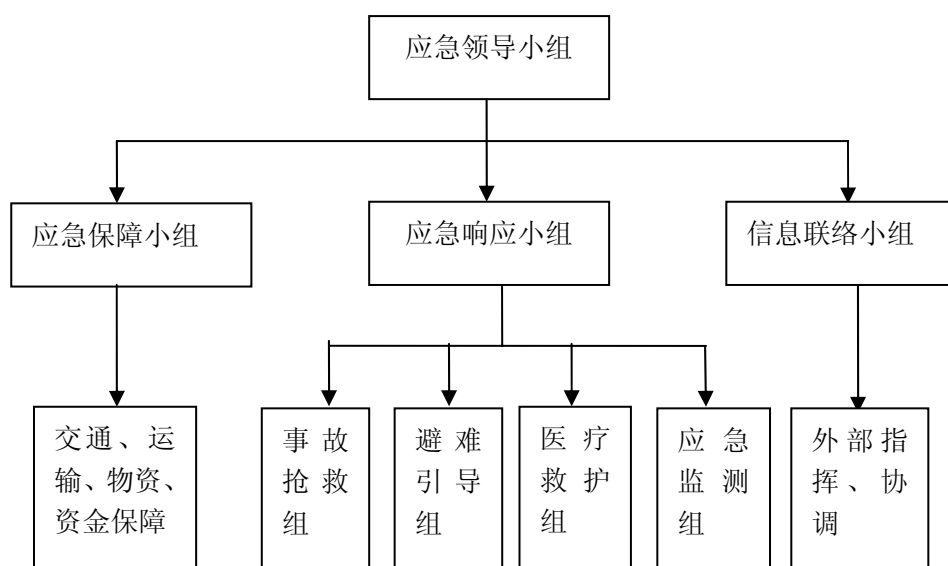 应急领导小组
应急保障小组
应急响应小组
信息联络小组
交通、运
输、物资、
资金保障
事故
抢救
组
避难
引导
组
医疗
救护
组
应急
监测
组
外部指
挥、协
调